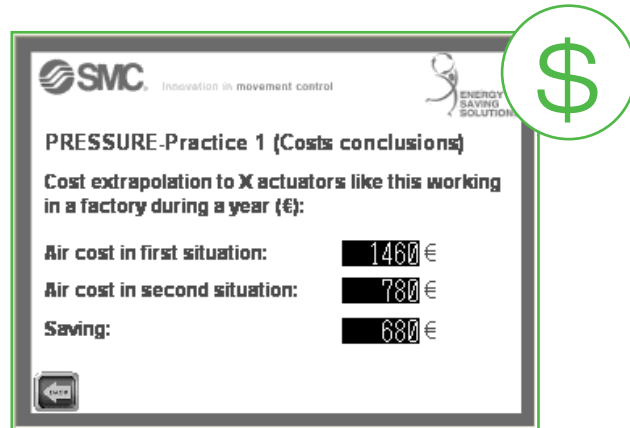 $
SMC. Innovation in movement control
ENERGY
SAVING
SOLUTION
PRESSURE-Practice 1 (Costs conclusions)
Cost extrapolation to X actuators like this working
in a factory during a year (€):
Air cost in first situation: 1460 €
Air cost in second situation: 780 €
Saving: 680 €